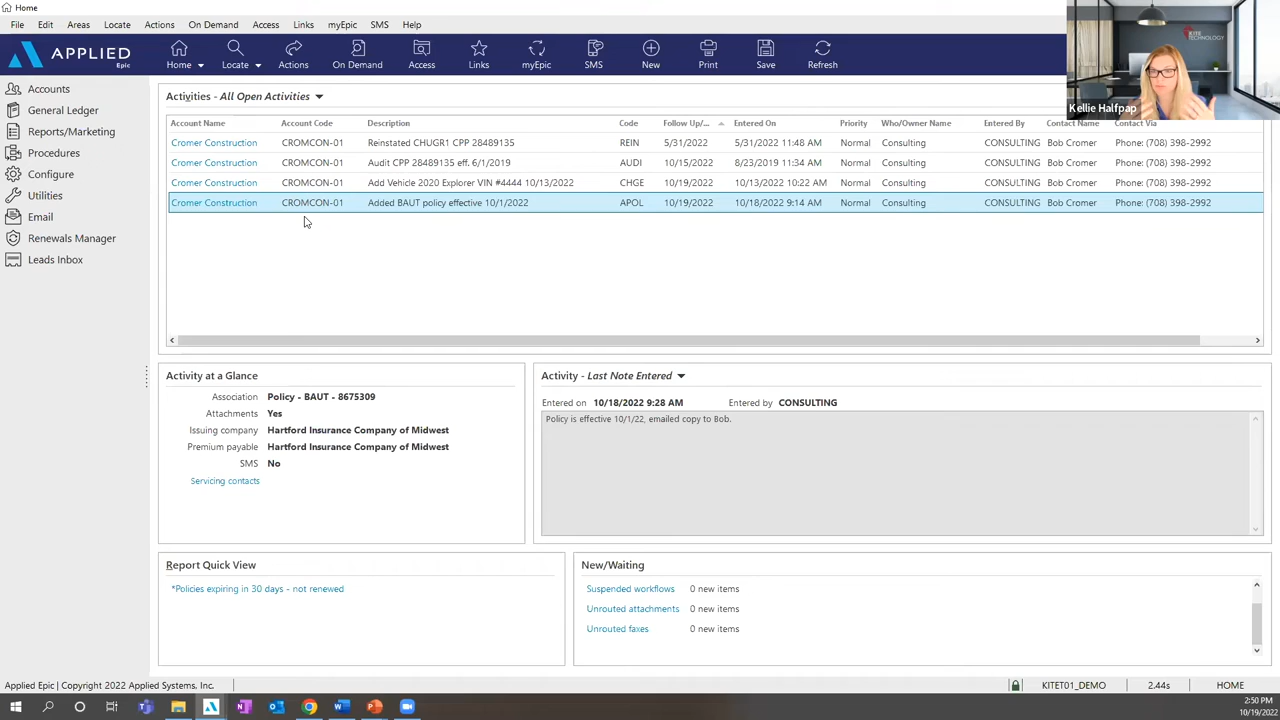 Home
File Edit Areas Locate Actions On Demand Access Links myEpic SMS Help
APPLIED Epic
Home Locate Actions On Demand Access Links myEpic SMS New Print Save Refresh
KITE TECHNOLOGY
Kellie Halfpap
Accounts
General Ledger
Reports/Marketing
Procedures
Configure
Utilities
Email
Renewals Manager
Leads Inbox
Activities - All Open Activities
Account Name Account Code Description Code Follow Up/... Entered On Priority Who/Owner Name Entered By Contact Name Contact Via
Cromer Construction CROMCON-01 Reinstated CHUGR1 CPP 28489135 REIN 5/31/2022 5/31/2022 11:48 AM Normal Consulting CONSULTING Bob Cromer Phone: (708) 398-2992
Cromer Construction CROMCON-01 Audit CPP 28489135 eff. 6/1/2019 AUDI 10/15/2022 8/23/2019 11:34 AM Normal Consulting CONSULTING Bob Cromer Phone: (708) 398-2992
Cromer Construction CROMCON-01 Add Vehicle 2020 Explorer VIN #4444 10/13/2022 CHGE 10/19/2022 10/13/2022 10:22 AM Normal Consulting CONSULTING Bob Cromer Phone: (708) 398-2992
Cromer Construction CROMCON-01 Added BAUT policy effective 10/1/2022 APOL 10/19/2022 10/18/2022 9:14 AM Normal Consulting CONSULTING Bob Cromer Phone: (708) 398-2992
Activity at a Glance
Association Policy - BAUT - 8675309
Attachments Yes
Issuing company Hartford Insurance Company of Midwest
Premium payable Hartford Insurance Company of Midwest
SMS No
Servicing contacts
Activity - Last Note Entered
Entered on 10/18/2022 9:28 AM Entered by CONSULTING
Policy is effective 10/1/22, emailed copy to Bob.
Report Quick View
*Policies expiring in 30 days - not renewed
New/Waiting
Suspended workflows 0 new items
Unrouted attachments 0 new items
Unrouted faxes 0 new items
Applied Epic | Copyright 2022 Applied Systems, Inc. KITET01_DEMO 2.44s HOME
2:50 PM
10/19/2022